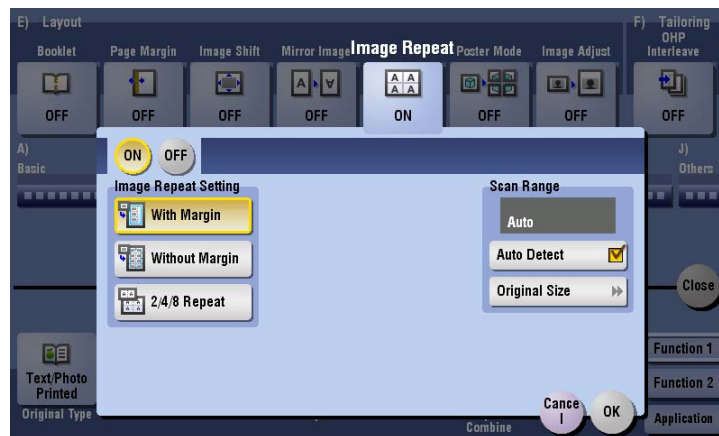 E) Layout
F) Tailoring
Booklet
Page Margin
Image Shift
Mirror Image
Image Repeat
Poster Mode
Image Adjust
OHP
Interleave
A
A
A A
A A
OFF
OFF
OFF
OFF
ON
OFF
OFF
OFF
A)
Basic
J)
Others
ON
OFF
Image Repeat Setting
With Margin
Without Margin
2/4/8 Repeat
Scan Range
Auto
Auto Detect
Original Size
Close
Text/Photo
Printed
Original Type
Combine
Cance
l
OK
Function 1
Function 2
Application